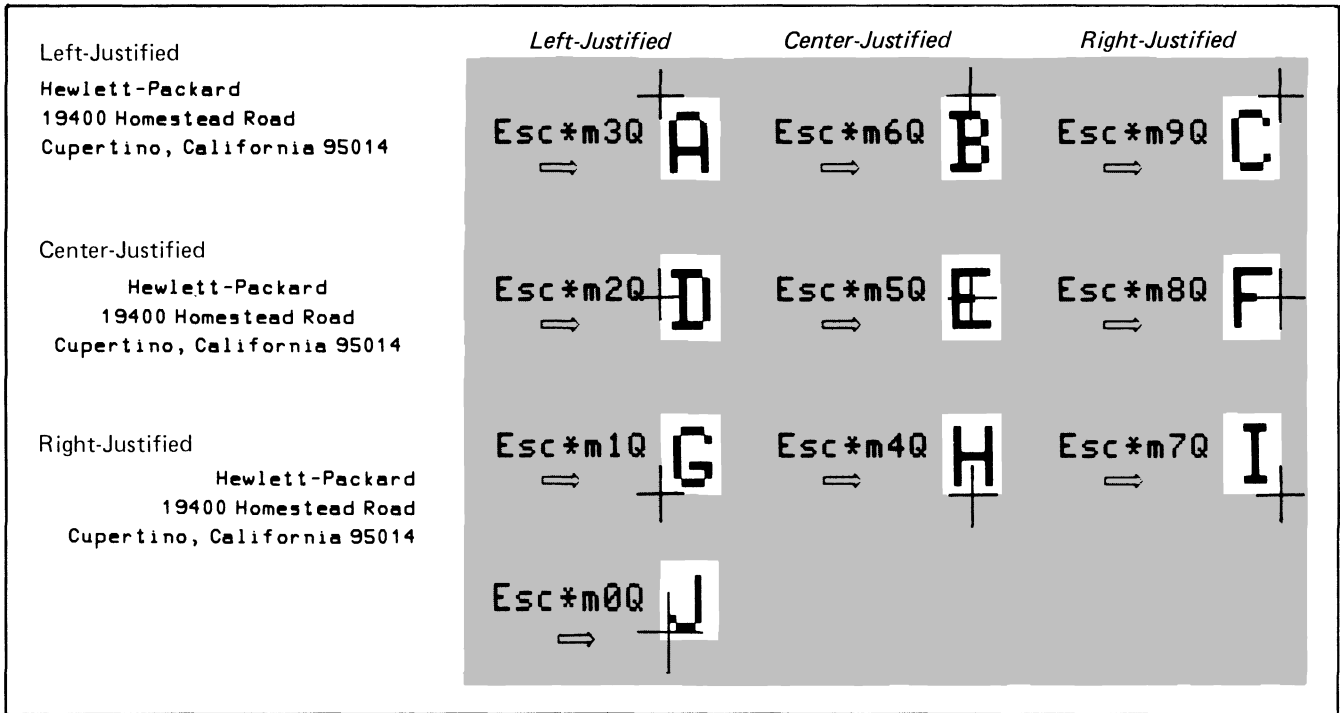 Left-Justified
Hewlett-Packard
19400 Homestead Road
Cupertino, California 95014
Center-Justified
Hewlett-Packard
19400 Homestead Road
Cupertino, California 95014
Right-Justified
Hewlett-Packard
19400 Homestead Road
Cupertino, California 95014
Left-Justified Center-Justified Right-Justified
Esc*m3Q A Esc*m6Q B Esc*m9Q C
Esc*m2Q D Esc*m5Q E Esc*m8Q F
Esc*m1Q G Esc*m4Q H Esc*m7Q I
Esc*m0Q J